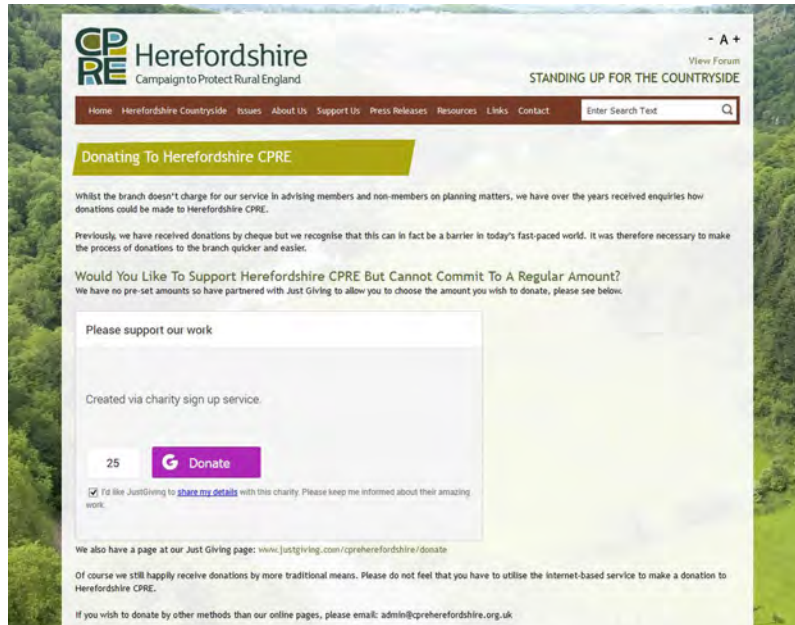 CP
RE
Herefordshire
Campaign to Protect Rural England
- A +
View Forum
STANDING UP FOR THE COUNTRYSIDE
Home Herefordshire Countryside Issues About Us Support Us Press Releases Resources Links Contact Enter Search Text
Donating To Herefordshire CPRE
Whilst the branch doesn't charge for our service in advising members and non-members on planning matters, we have over the years received enquiries how
donations could be made to Herefordshire CPRE.
Previously, we have received donations by cheque but we recognise that this can in fact be a barrier in today's fast-paced world. It was therefore necessary to make
the process of donations to the branch quicker and easier.
Would You Like To Support Herefordshire CPRE But Cannot Commit To A Regular Amount?
We have no pre-set amounts so have partnered with Just Giving to allow you to choose the amount you wish to donate, please see below.
Please support our work
Created via charity sign up service.
25 G Donate
I'd like JustGiving to share my details with this charity. Please keep me informed about their amazing
work.
We also have a page at our Just Giving page: www.justgiving.com/cpreherefordshire/donate
Of course we still happily receive donations by more traditional means. Please do not feel that you have to utilise the internet-based service to make a donation to
Herefordshire CPRE.
If you wish to donate by other methods than our online pages, please email: admin@cpreherefordshire.org.uk